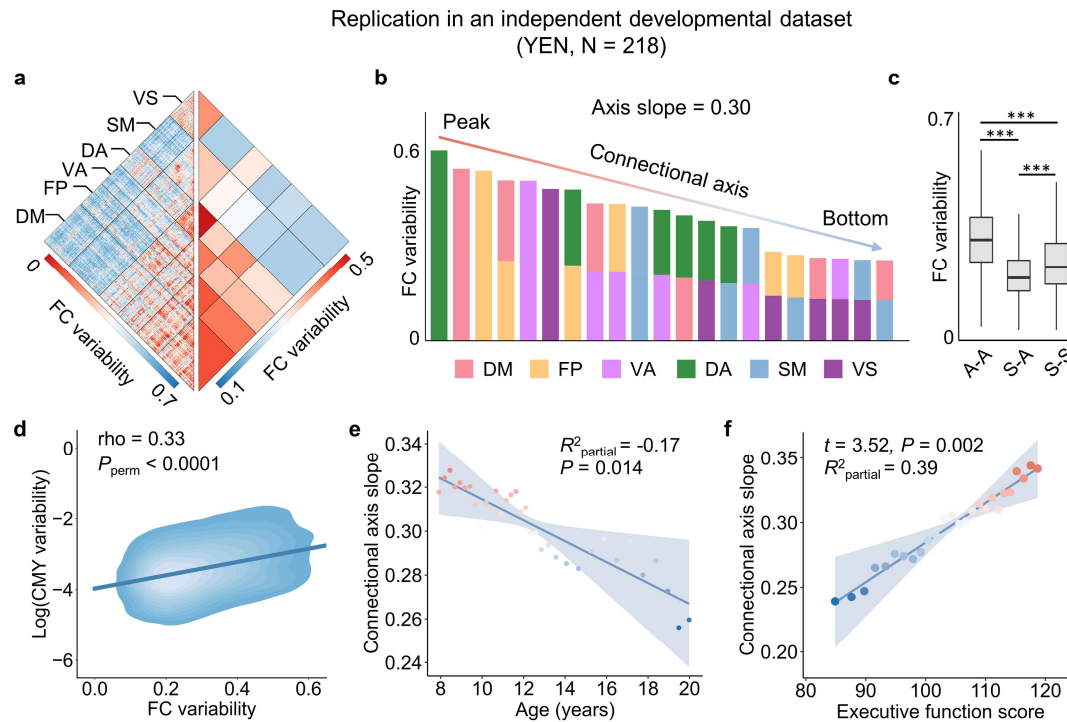 Replication in an independent developmental dataset
(YEN, N = 218)
a
VS
SM
DA
VA
FP
DM
0
0.7
FC variability
0.5
0.1
FC variability
b
Axis slope = 0.30
Peak
Connectional axis
Bottom
0.6
0
FC variability
DM
FP
VA
DA
SM
VS
c
0.7
0
FC variability
***
***
***
A-A
S-A
S-S
d
rho = 0.33
Pperm < 0.0001
Log(CMY variability)
0
−2
−4
−6
0.0 0.2 0.4 0.6
FC variability
e
R²partial = -0.17
P = 0.014
Connectional axis slope
0.34
0.32
0.30
0.28
0.26
0.24
8 10 12 14 16 18 20
Age (years)
f
t = 3.52, P = 0.002
R²partial = 0.39
Connectional axis slope
0.35
0.30
0.25
0.20
80 90 100 110 120
Executive function score